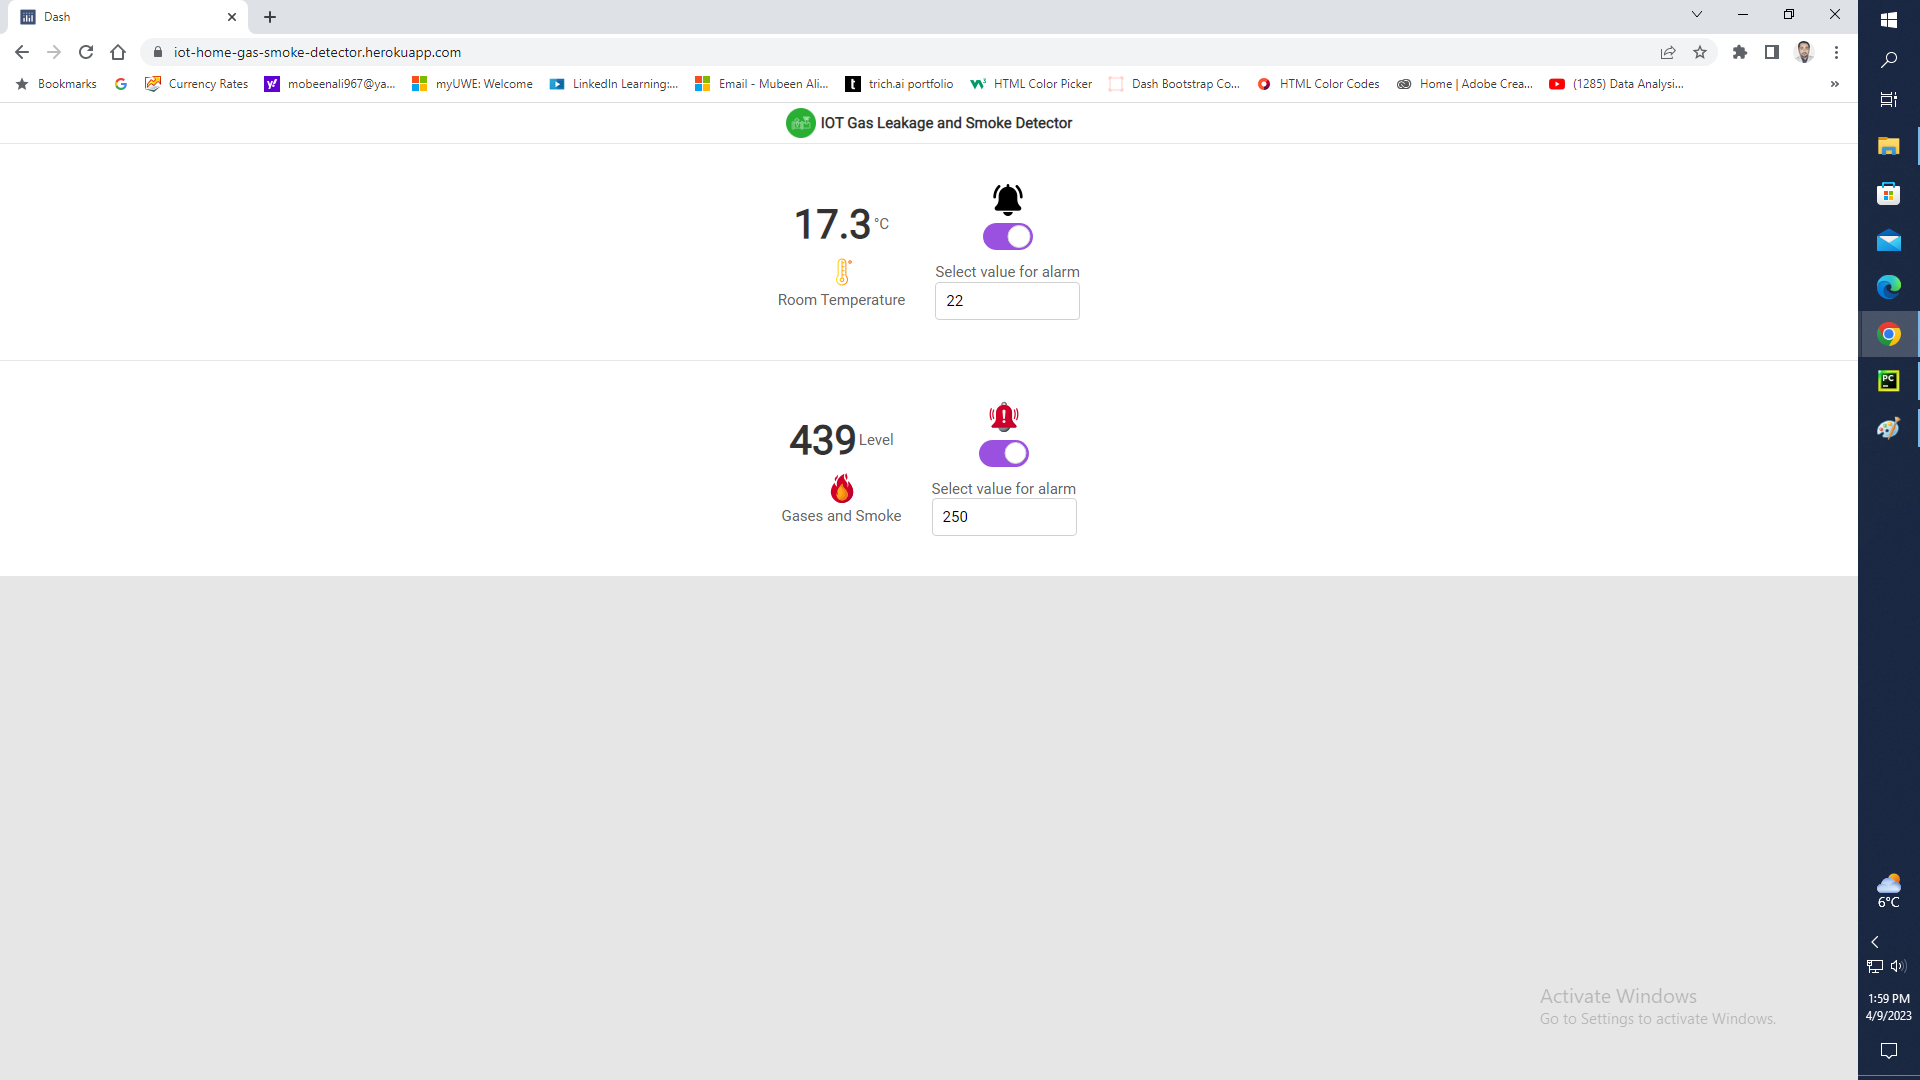 Dash
iot-home-gas-smoke-detector.herokuapp.com
Bookmarks
Currency Rates
mobeenali967@ya...
myUWE: Welcome
LinkedIn Learning:...
Email - Mubeen Ali...
trich.ai portfolio
HTML Color Picker
Dash Bootstrap Co...
HTML Color Codes
Home | Adobe Crea...
(1285) Data Analysi...
»
IOT Gas Leakage and Smoke Detector
17.3 °C
Room Temperature
Select value for alarm
22
439 Level
Gases and Smoke
Select value for alarm
250
Activate Windows
Go to Settings to activate Windows.
PC
6°C
1:59 PM
4/9/2023